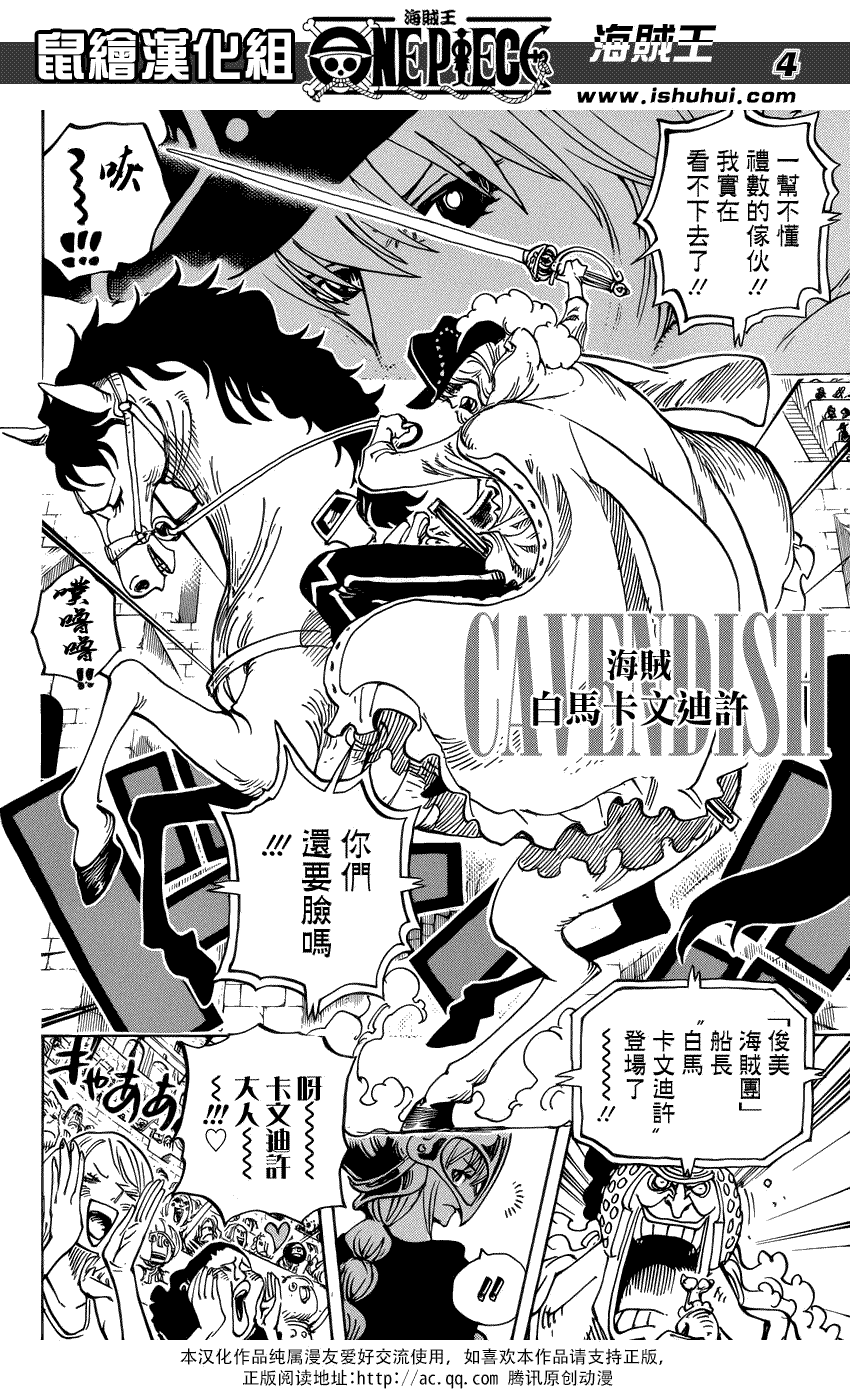 鼠繪漢化組
海賊王
ONE PIECE
海賊王
4
www.ishuhui.com
一幫不懂
禮數的傢伙!!
我實在
看不下去了!!
咴
~~~!!!
噗嚕嚕!!
CAVENDISH
海賊
白馬卡文迪許
你們
還要臉嗎
!!!
「俊美
海賊團」
船長
"白馬
卡文迪許"
登場了
~~~!!
!!
呀~~~
卡文迪許
大人~~
~~!!!♡
きゃああ
本汉化作品纯属漫友爱好交流使用，如喜欢本作品请支持正版，
正版阅读地址:http://ac.qq.com 腾讯原创动漫